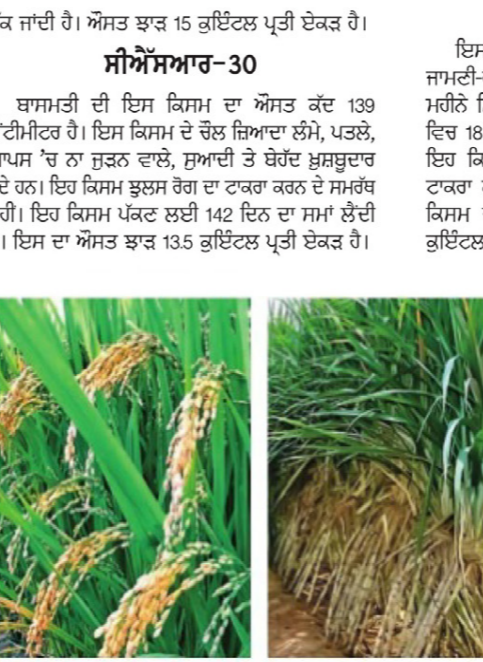 ਜਾਂਦੀ ਹੈ। ਔਸਤ ਝਾੜ 15 ਕੁਇੰਟਲ ਪ੍ਰਤੀ ਏਕੜ ਹੈ।
ਸੀਐੱਸਆਰ-30
ਬਾਸਮਤੀ ਦੀ ਇਸ ਕਿਸਮ ਦਾ ਔਸਤ ਕੱਦ 139
ਹੈ। ਇਸ ਕਿਸਮ ਦੇ ਚੌਲ ਜ਼ਿਆਦਾ ਲੰਮੇ, ਪਤਲੇ,
’ਚ ਨਾ ਜੁੜਨ ਵਾਲੇ, ਸੁਆਦੀ ਤੇ ਬੇਹੱਦ ਖ਼ੁਸ਼ਬੂਦਾਰ
ਹਨ। ਇਹ ਕਿਸਮ ਝੁਲਸ ਰੋਗ ਦਾ ਟਾਕਰਾ ਕਰਨ ਦੇ ਸਮਰੱਥ
ਇਹ ਕਿਸਮ ਪੱਕਣ ਲਈ 142 ਦਿਨ ਦਾ ਸਮਾਂ ਲੈਂਦੀ
। ਇਸ ਦਾ ਔਸਤ ਝਾੜ 13.5 ਕੁਇੰਟਲ ਪ੍ਰਤੀ ਏਕੜ ਹੈ।
ਇਸ
ਜਾਮਣੀ-
ਮਹੀਨੇ
ਵਿਚ 18
ਇਹ
ਟਾਕਰਾ
ਕਿਸਮ
ਕੁਇੰਟਲ